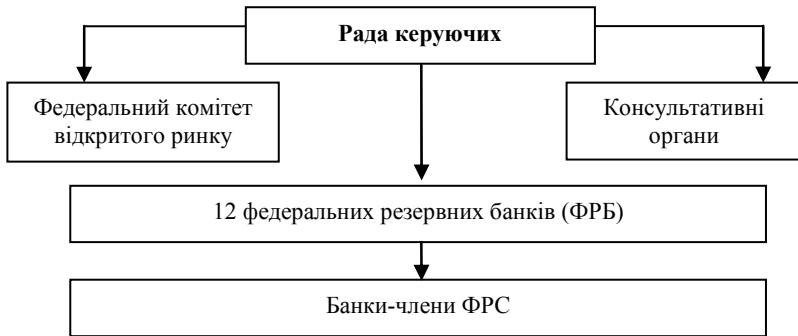 Рада керуючих
Федеральний комітет
відкритого ринку
Консультативні
органи
12 федеральних резервних банків (ФРБ)
Банки-члени ФРС